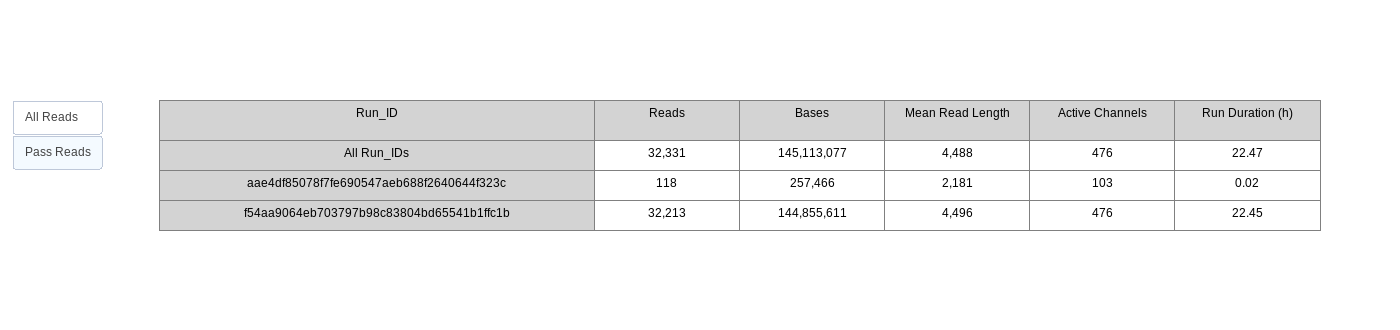 All Reads
Pass Reads
Run_ID Reads Bases Mean Read Length Active Channels Run Duration (h)
All Run_IDs 32,331 145,113,077 4,488 476 22.47
aae4df85078f7fe690547aeb688f2640644f323c 118 257,466 2,181 103 0.02
f54aa9064eb703797b98c83804bd65541b1ffc1b 32,213 144,855,611 4,496 476 22.45